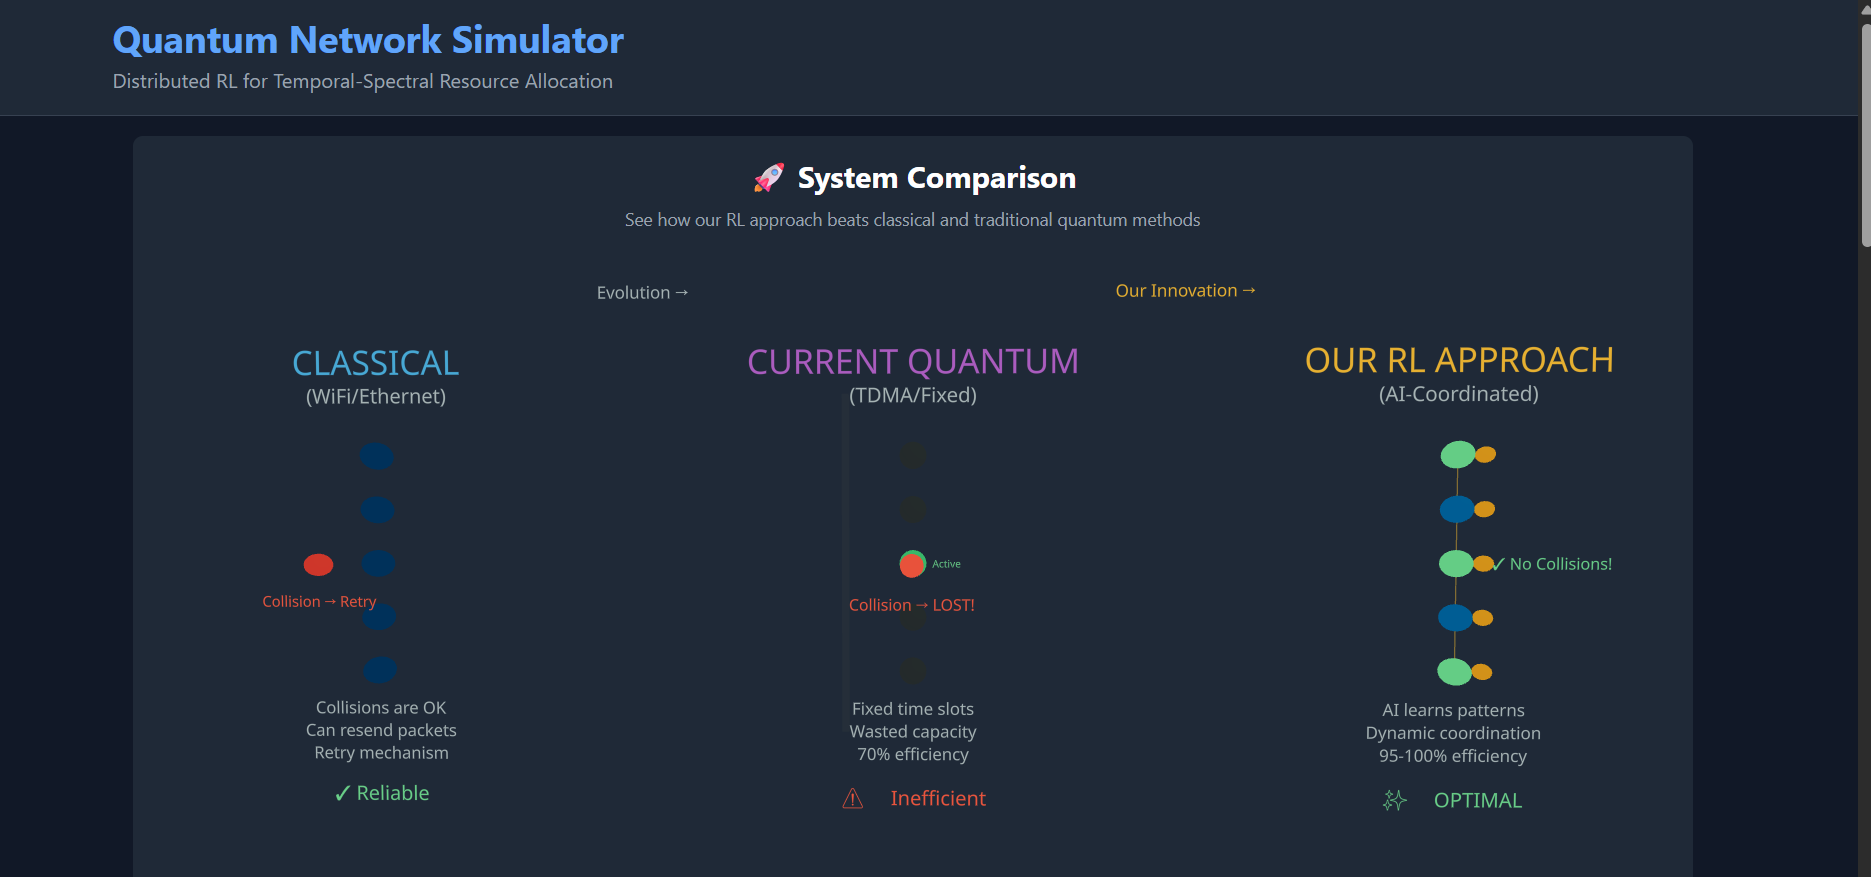 Quantum Network Simulator
Distributed RL for Temporal-Spectral Resource Allocation
🚀 System Comparison
See how our RL approach beats classical and traditional quantum methods
Evolution →
Our Innovation →
CLASSICAL
(WiFi/Ethernet)
Collision → Retry
Collisions are OK
Can resend packets
Retry mechanism
✓ Reliable
CURRENT QUANTUM
(TDMA/Fixed)
Active
Collision → LOST!
Fixed time slots
Wasted capacity
70% efficiency
⚠ Inefficient
OUR RL APPROACH
(AI-Coordinated)
✓ No Collisions!
AI learns patterns
Dynamic coordination
95-100% efficiency
✨ OPTIMAL